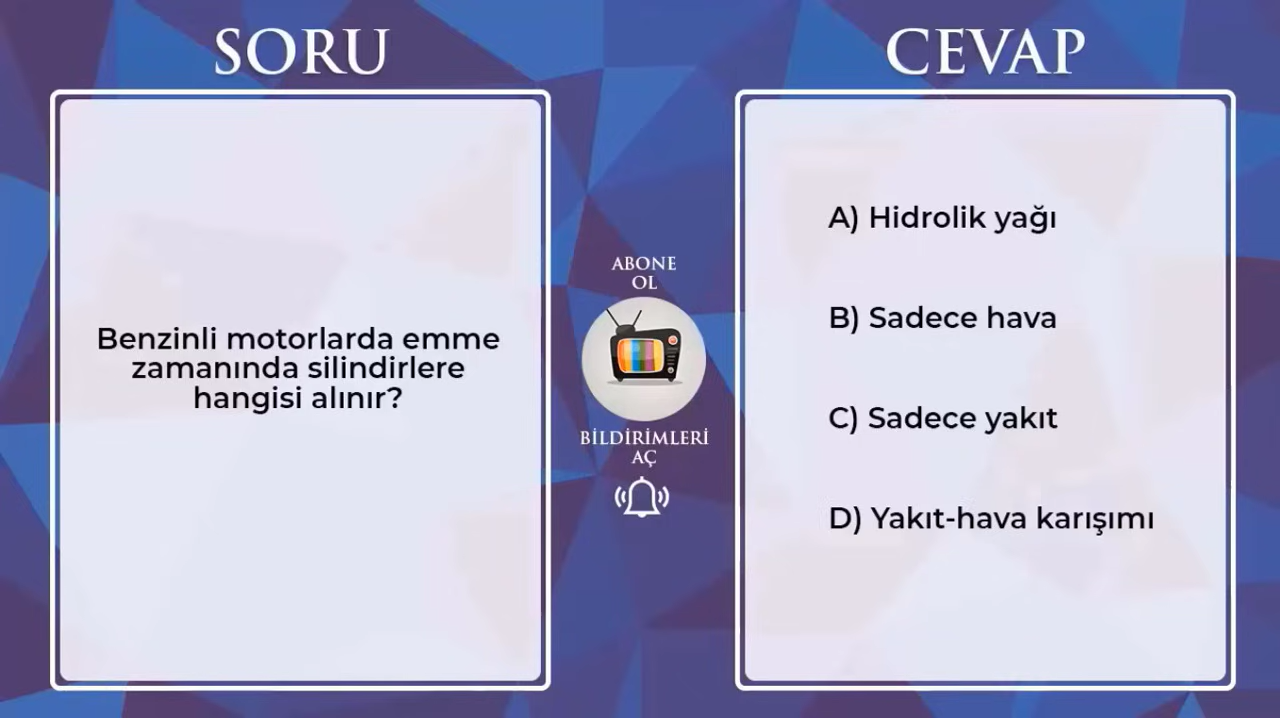 SORU
Benzinli motorlarda emme
zamanında silindirlere
hangisi alınır?
ABONE
OL
BİLDİRİMLERİ
AÇ
CEVAP
A) Hidrolik yağı
B) Sadece hava
C) Sadece yakıt
D) Yakıt-hava karışımı